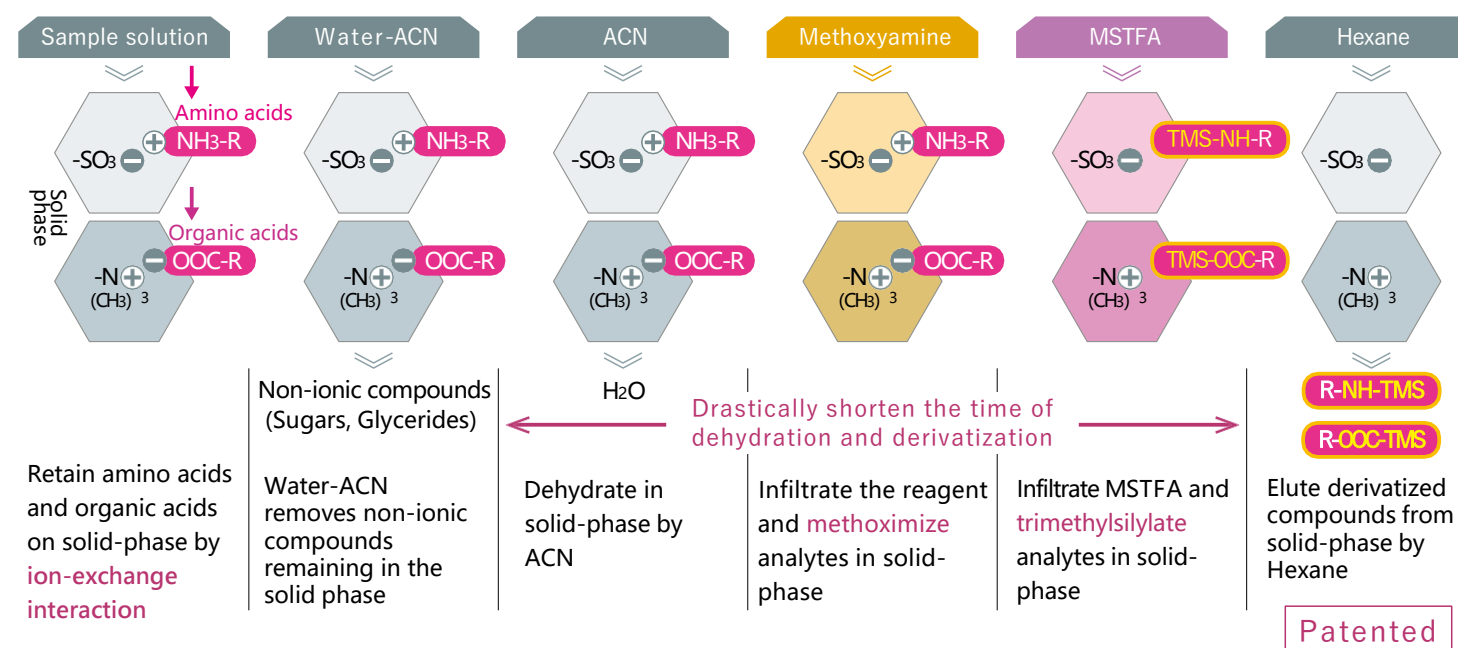 Sample solution
Water-ACN
ACN
Methoxyamine
MSTFA
Hexane
Amino acids
-SO3 − + NH3-R
Solid
phase
Organic acids
− OOC-R
-N +
(CH3) 3
-SO3 − + NH3-R
− OOC-R
-N +
(CH3) 3
-SO3 − + NH3-R
− OOC-R
-N +
(CH3) 3
-SO3 − + NH3-R
− OOC-R
-N +
(CH3) 3
TMS-NH-R
-SO3 −
TMS-OOC-R
-N +
(CH3) 3
-SO3 −
-N +
(CH3) 3
Non-ionic compounds
(Sugars, Glycerides)
H2O
Drastically shorten the time of
dehydration and derivatization
R-NH-TMS
R-OOC-TMS
Retain amino acids
and organic acids
on solid-phase by
ion-exchange
interaction
Water-ACN
removes non-ionic
compounds
remaining in the
solid phase
Dehydrate in
solid-phase by
ACN
Infiltrate the reagent
and methoximize
analytes in solid-
phase
Infiltrate MSTFA and
trimethylsilylate
analytes in solid-
phase
Elute derivatized
compounds from
solid-phase by
Hexane
Patented